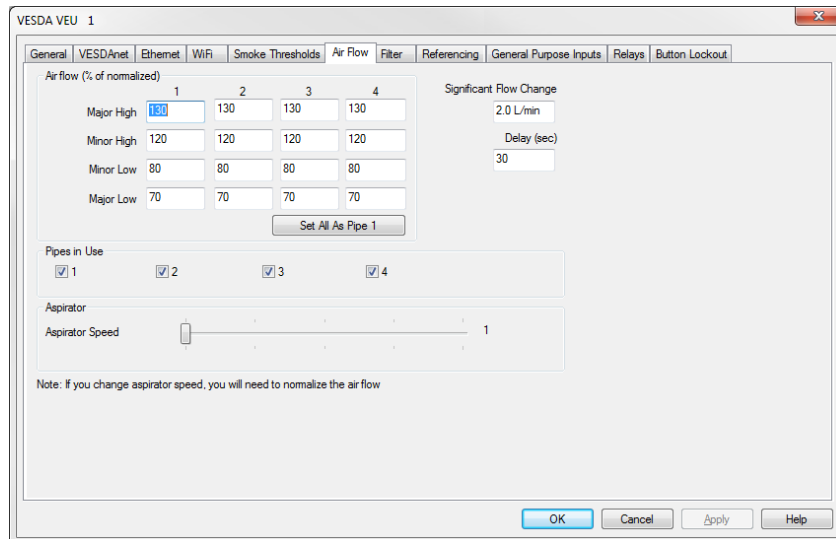 VESDA VEU 1
General VESDAnet Ethernet WiFi Smoke Thresholds Air Flow Filter Referencing General Purpose Inputs Relays Button Lockout
Air flow (% of normalized)
1 2 3 4
Major High 130 130 130 130
Minor High 120 120 120 120
Minor Low 80 80 80 80
Major Low 70 70 70 70
Set All As Pipe 1
Significant Flow Change
2.0 L/min
Delay (sec)
30
Pipes in Use
1 2 3 4
Aspirator
Aspirator Speed 1
Note: If you change aspirator speed, you will need to normalize the air flow
OK Cancel Apply Help